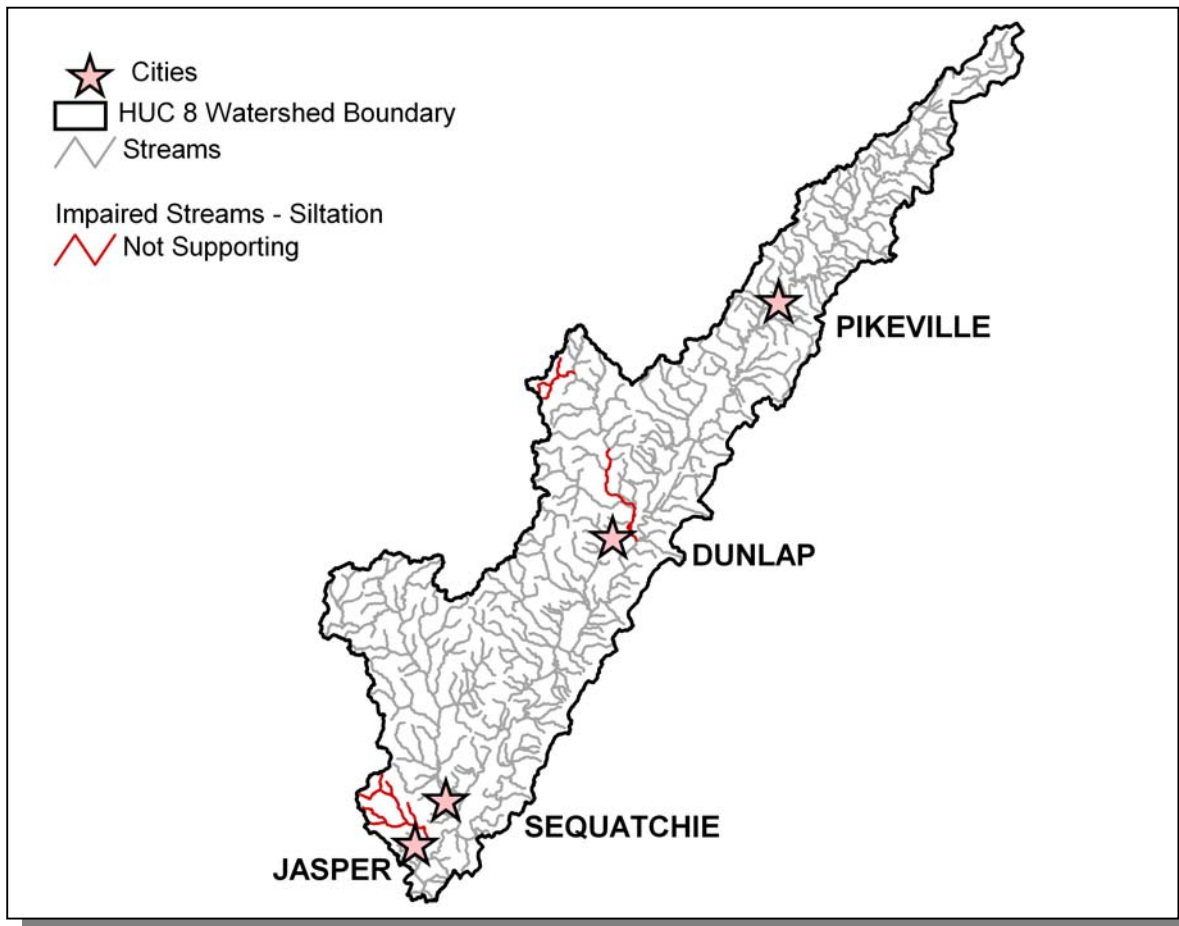 Cities
HUC 8 Watershed Boundary
Streams
Impaired Streams - Siltation
Not Supporting
PIKEVILLE
DUNLAP
SEQUATCHIE
JASPER